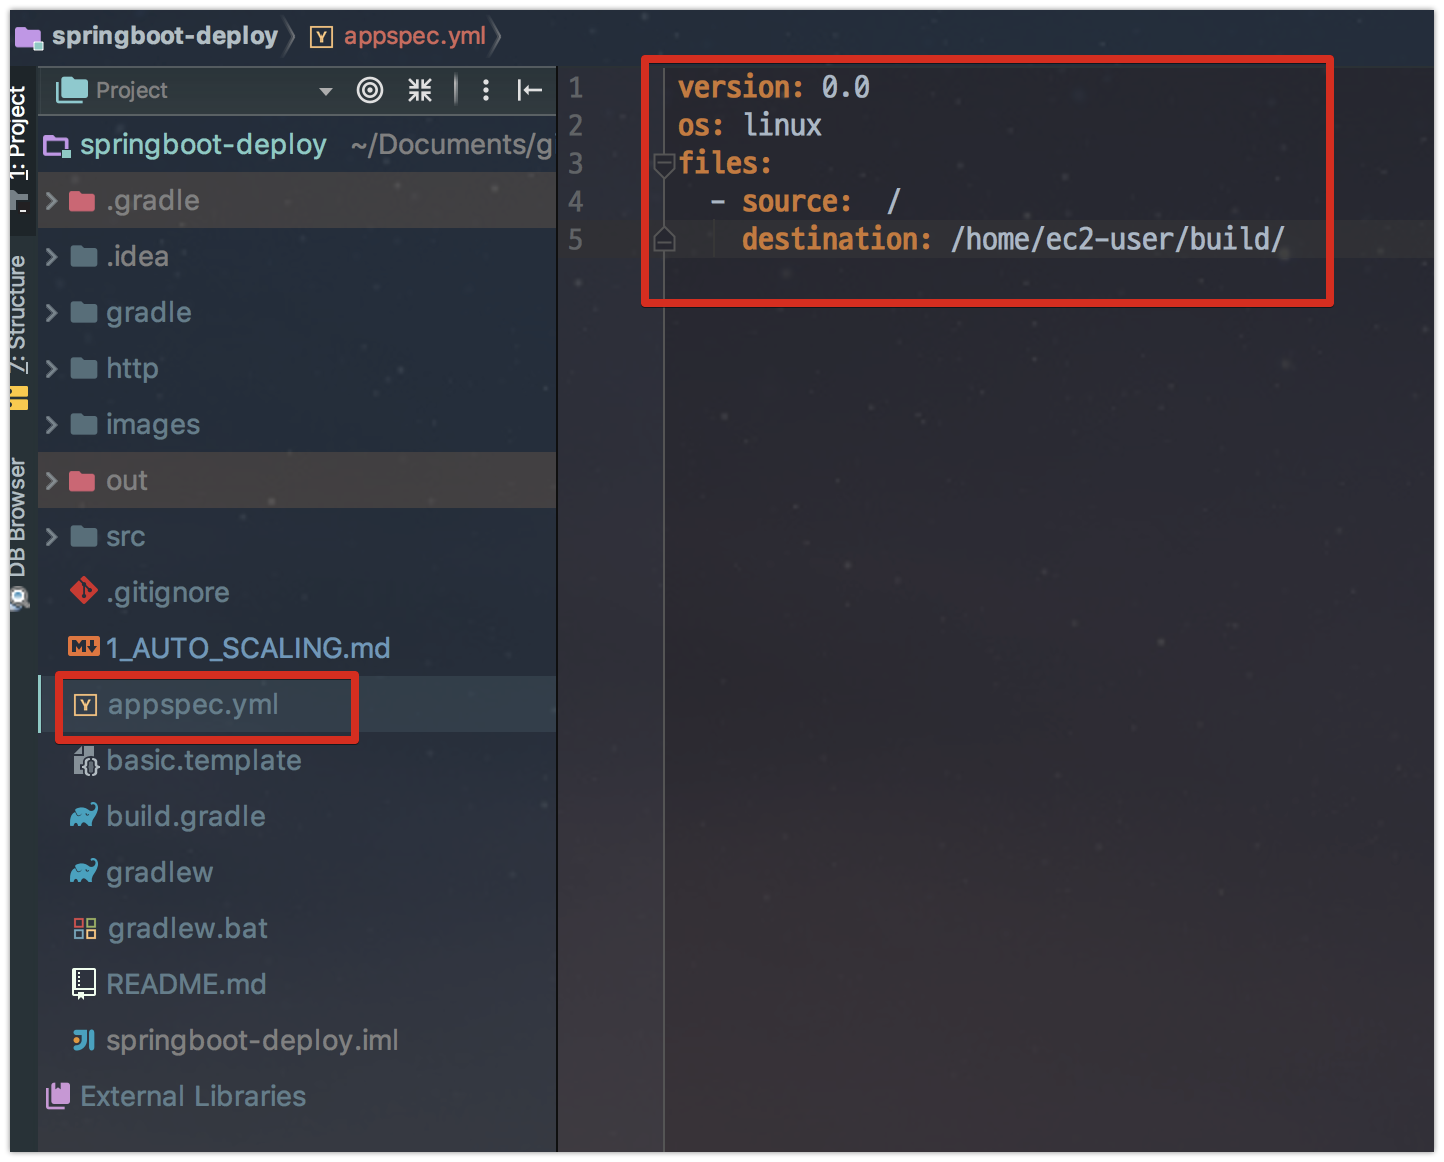 springboot-deploy
appspec.yml
1: Project
7: Structure
DB Browser
Project
springboot-deploy ~/Documents/g
.gradle
.idea
gradle
http
images
out
src
.gitignore
1_AUTO_SCALING.md
appspec.yml
basic.template
build.gradle
gradlew
gradlew.bat
README.md
springboot-deploy.iml
External Libraries
1 version: 0.0
2 os: linux
3 files:
4   - source:  /
5     destination: /home/ec2-user/build/